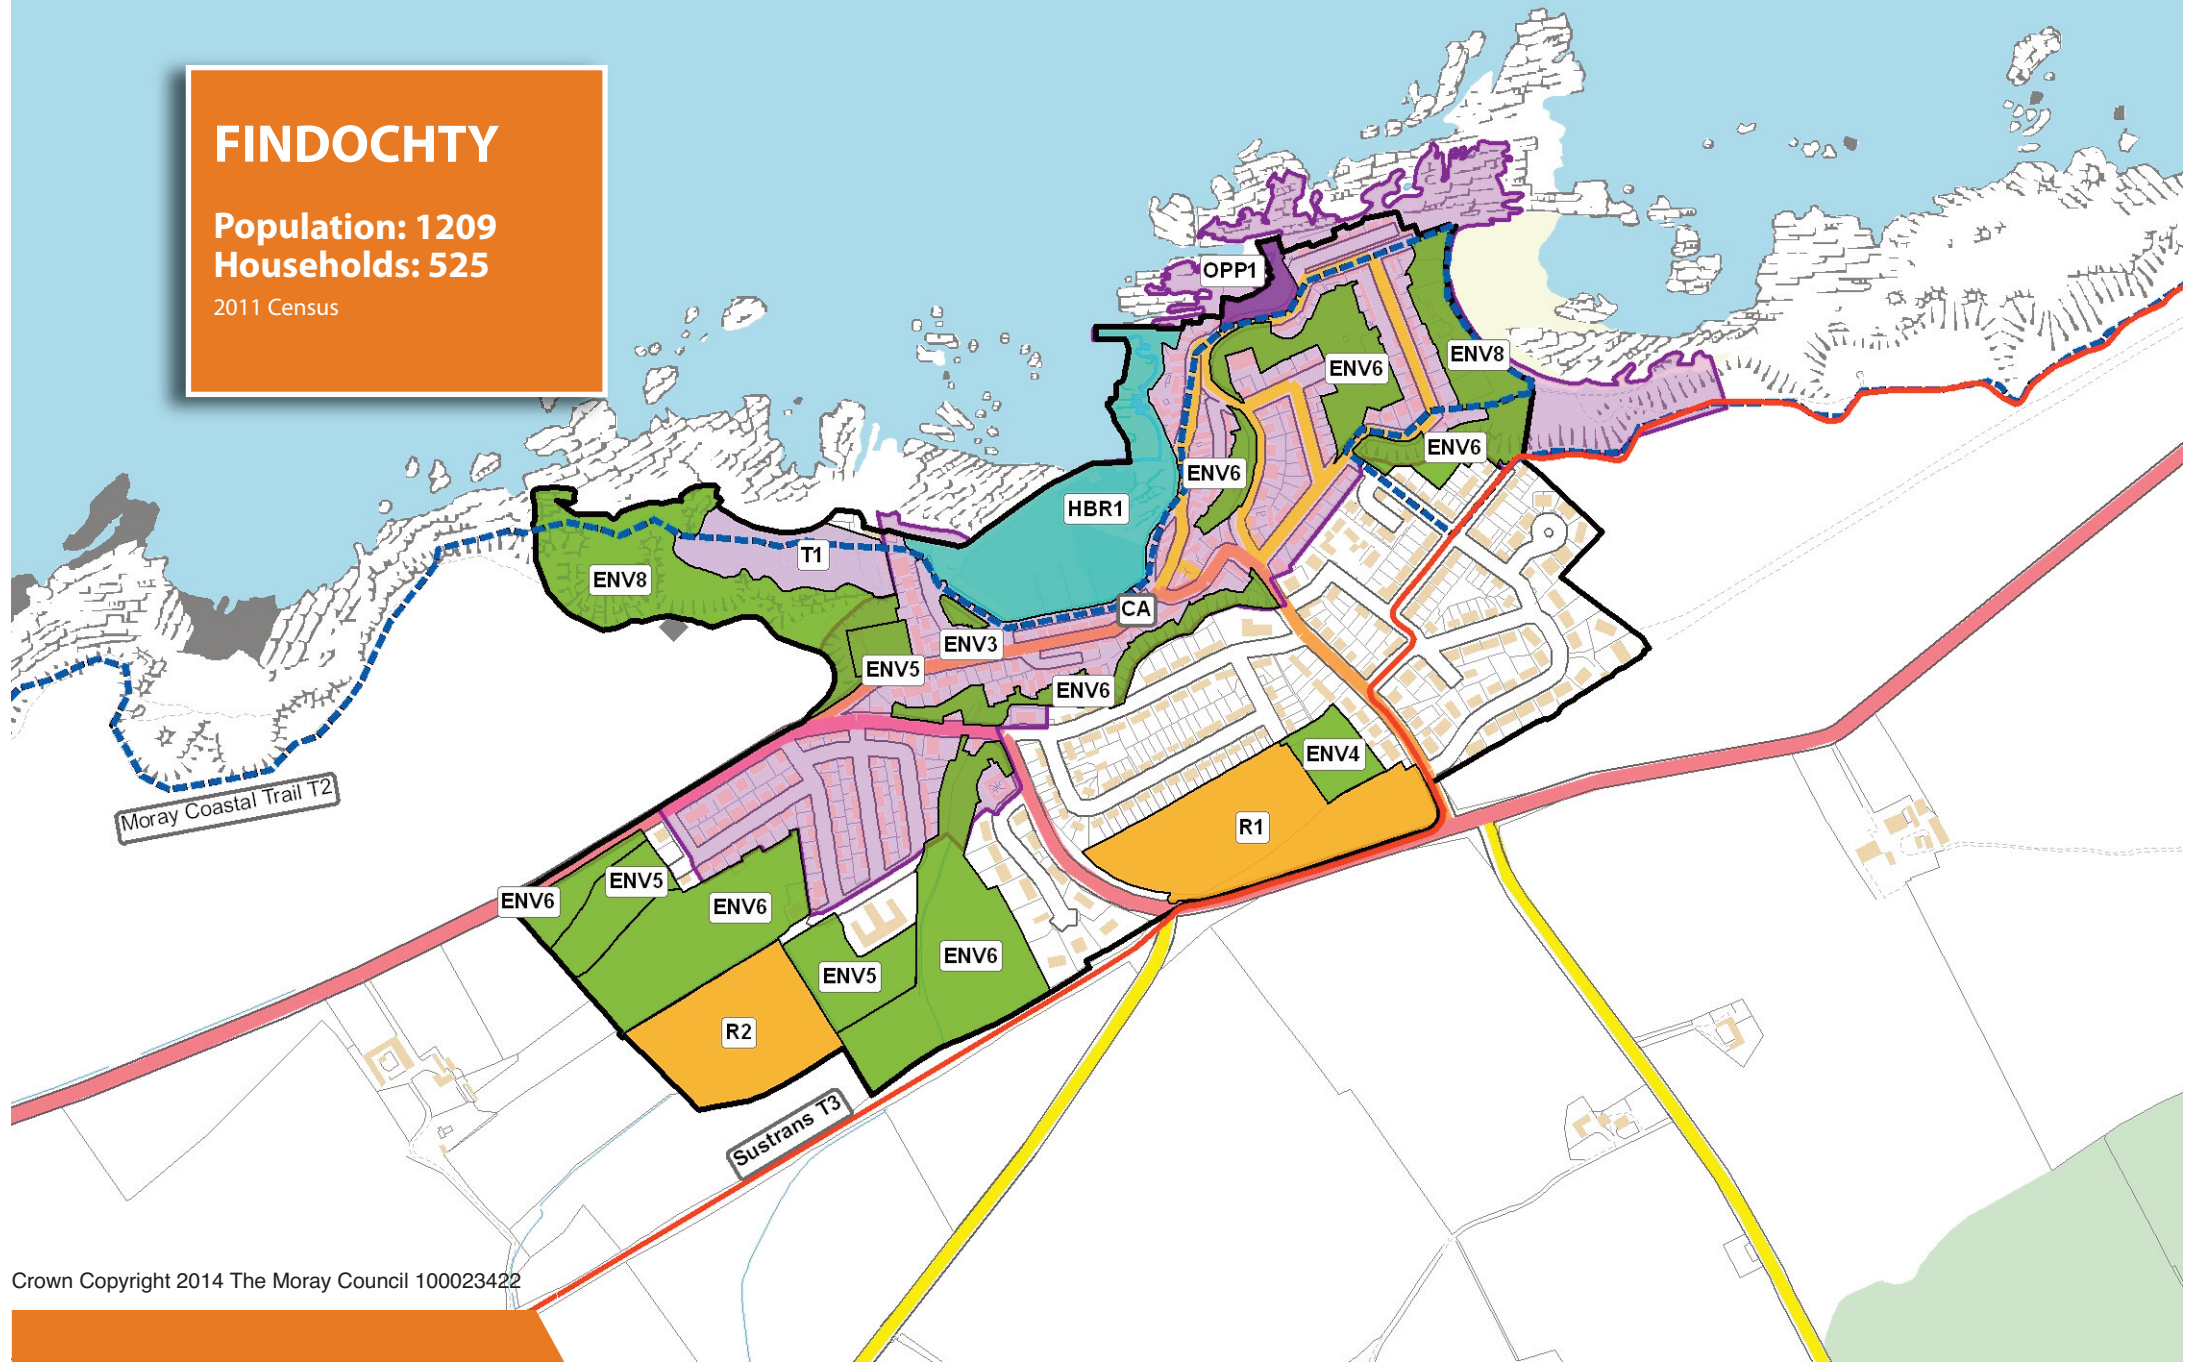 FINDOCHTY
Population: 1209
Households: 525
2011 Census
OPP1
ENV8
ENV6
ENV6
ENV6
HBR1
T1
ENV8
CA
ENV3
ENV5
ENV6
ENV4
Moray Coastal Trail T2
R1
ENV5
ENV6
ENV6
ENV6
ENV5
R2
Sustrans T3
Crown Copyright 2014 The Moray Council 100023422